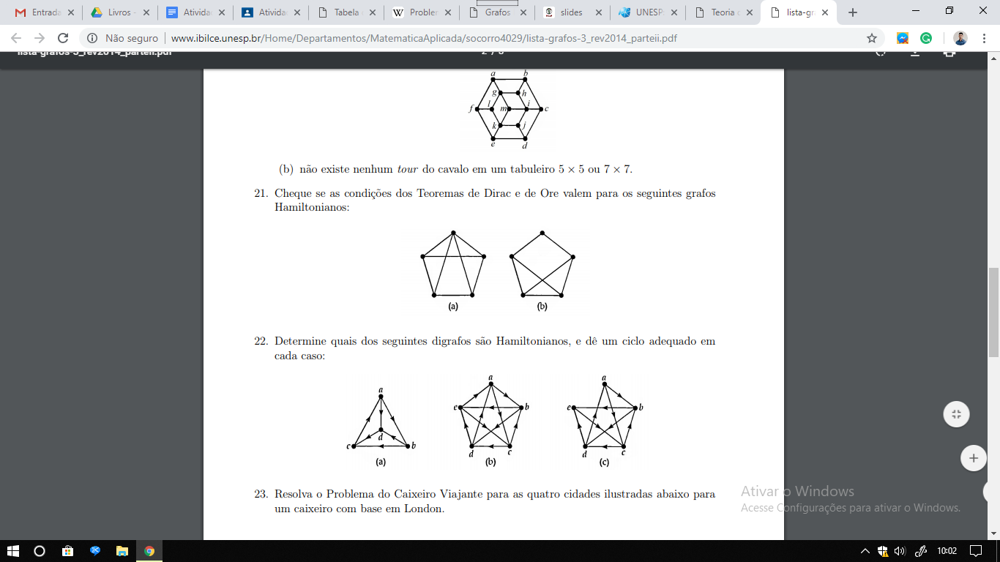 Entrada
Livros -
Atividad
Atividad
Tabela
Probler
Grafos
slides
UNESP
Teoria
lista-gr
Não seguro
www.ibilce.unesp.br/Home/Departamentos/MatematicaAplicada/socorro4029/lista-grafos-3_rev2014_parteii.pdf
lista-grafos-3_rev2014_parteii.pdf
a b
g h
f l m i c
k j
e d
(b) não existe nenhum tour do cavalo em um tabuleiro 5 × 5 ou 7 × 7.
21. Cheque se as condições dos Teoremas de Dirac e de Ore valem para os seguintes grafos
Hamiltonianos:
(a) (b)
22. Determine quais dos seguintes digrafos são Hamiltonianos, e dê um ciclo adequado em
cada caso:
a a a
e b e b
d
c b
d c d c
(a) (b) (c)
23. Resolva o Problema do Caixeiro Viajante para as quatro cidades ilustradas abaixo para
um caixeiro com base em London.
Ativar o Windows
Acesse Configurações para ativar o Windows.
10:02